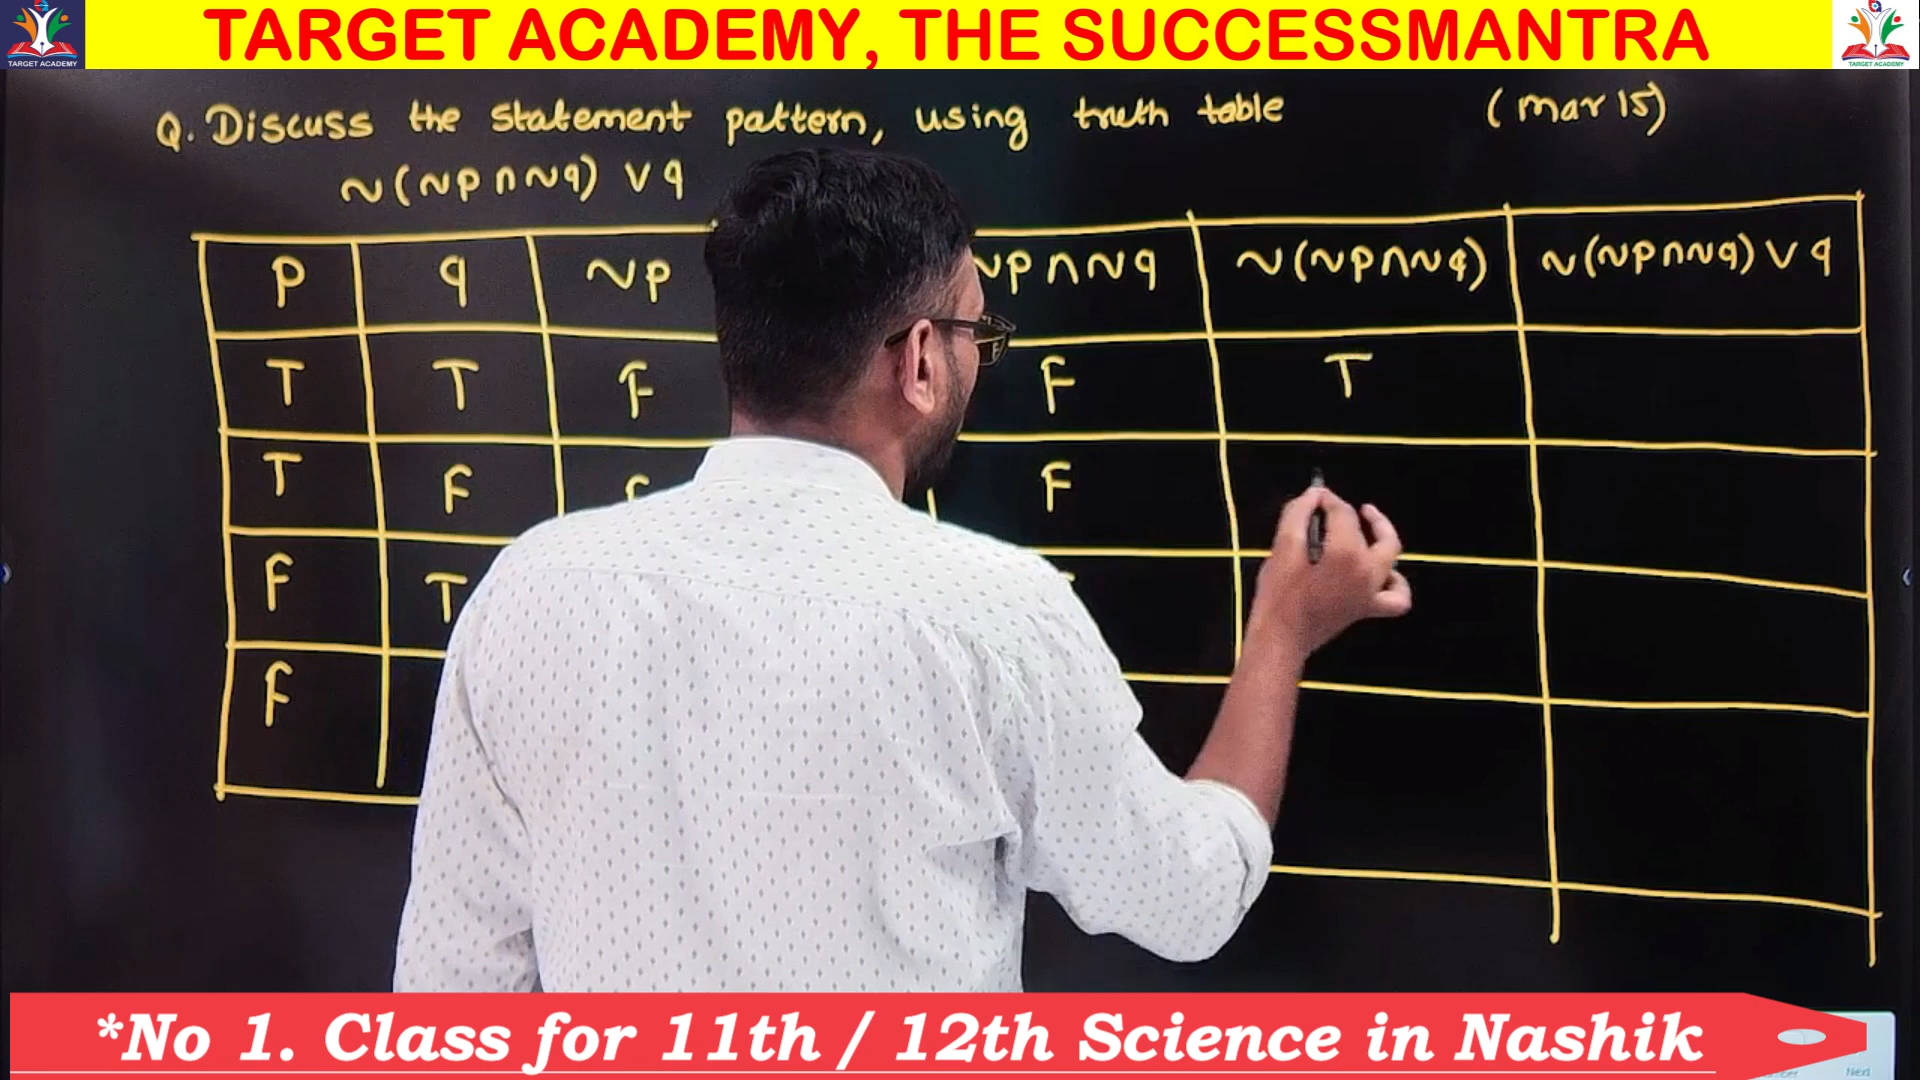 TARGET ACADEMY, THE SUCCESSMANTRA
TARGET ACADEMY
TARGET ACADEMY
Q. Discuss the statement pattern, using truth table (Mar 15)
~(~p∩~q) ∨ q
p q ~p ~p∩~q ~(~p∩~q) ~(~p∩~q) ∨ q
T T F F T
T F F F
F T
F
*No 1. Class for 11th / 12th Science in Nashik
Next